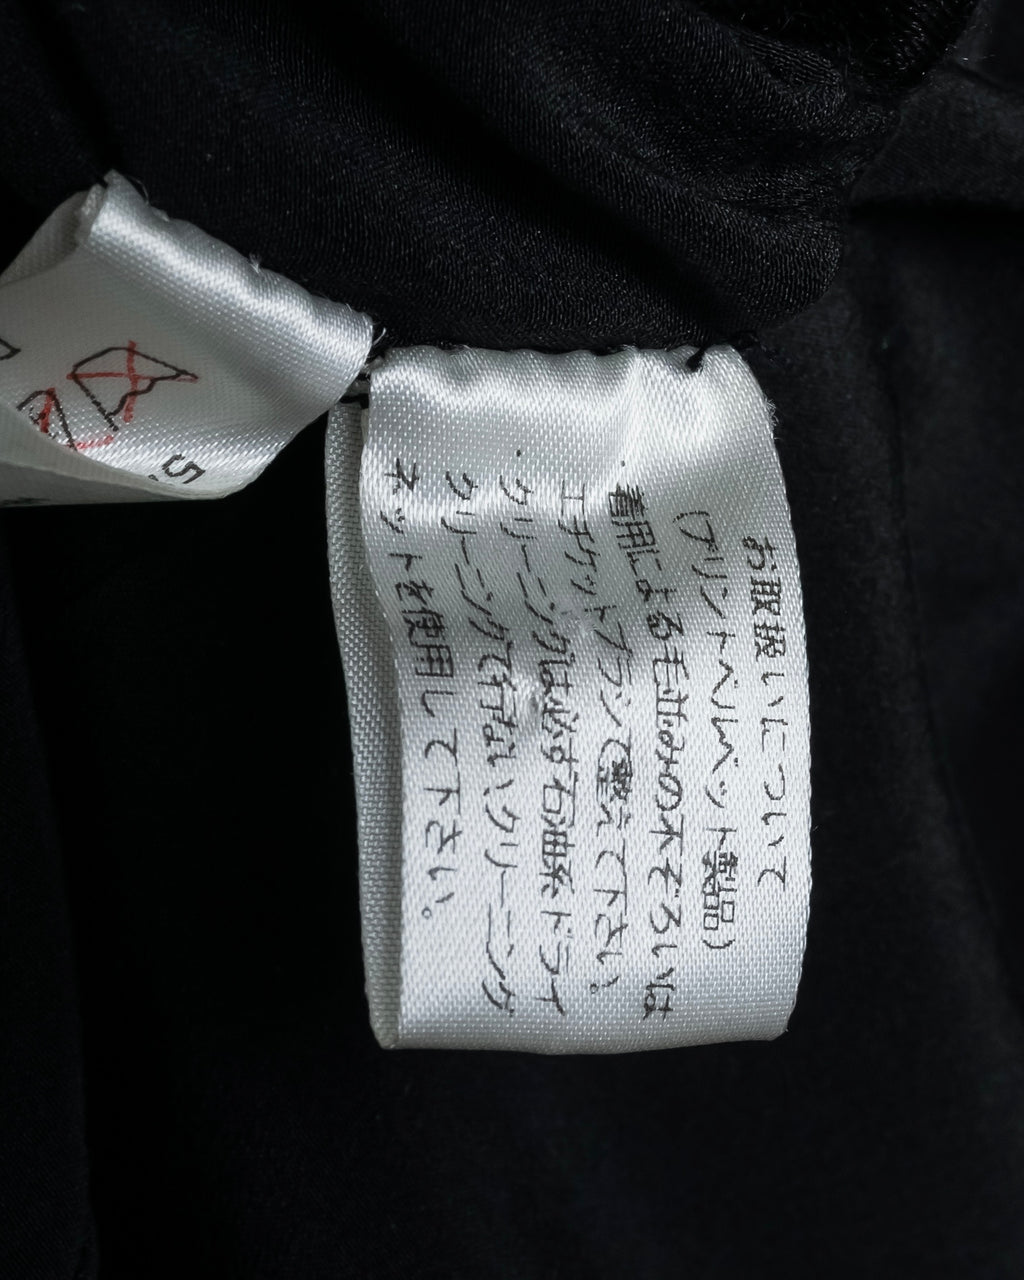 お取扱いについて
(プリントベルベット製品)
着用による毛並みの不ぞろいは
エチケットブラシで整えて下さい。
クリーニングは必ず石油系ドライ
クリーニングで行ないクリーニング
ネットを使用して下さい。
5